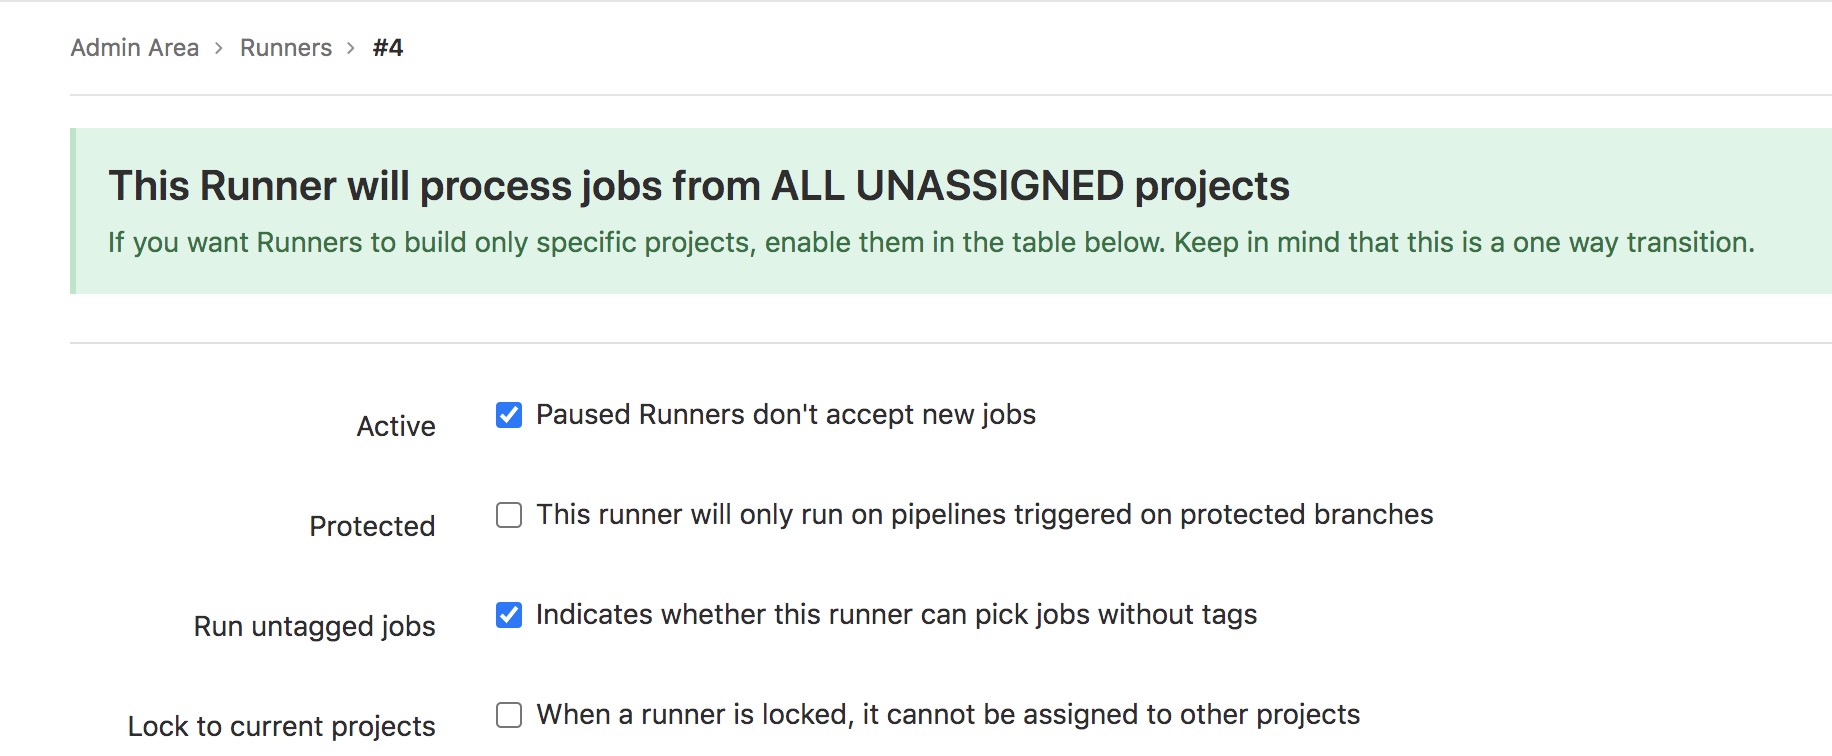 Admin Area > Runners > #4
This Runner will process jobs from ALL UNASSIGNED projects
If you want Runners to build only specific projects, enable them in the table below. Keep in mind that this is a one way transition.
Active Paused Runners don't accept new jobs
Protected This runner will only run on pipelines triggered on protected branches
Run untagged jobs Indicates whether this runner can pick jobs without tags
Lock to current projects When a runner is locked, it cannot be assigned to other projects